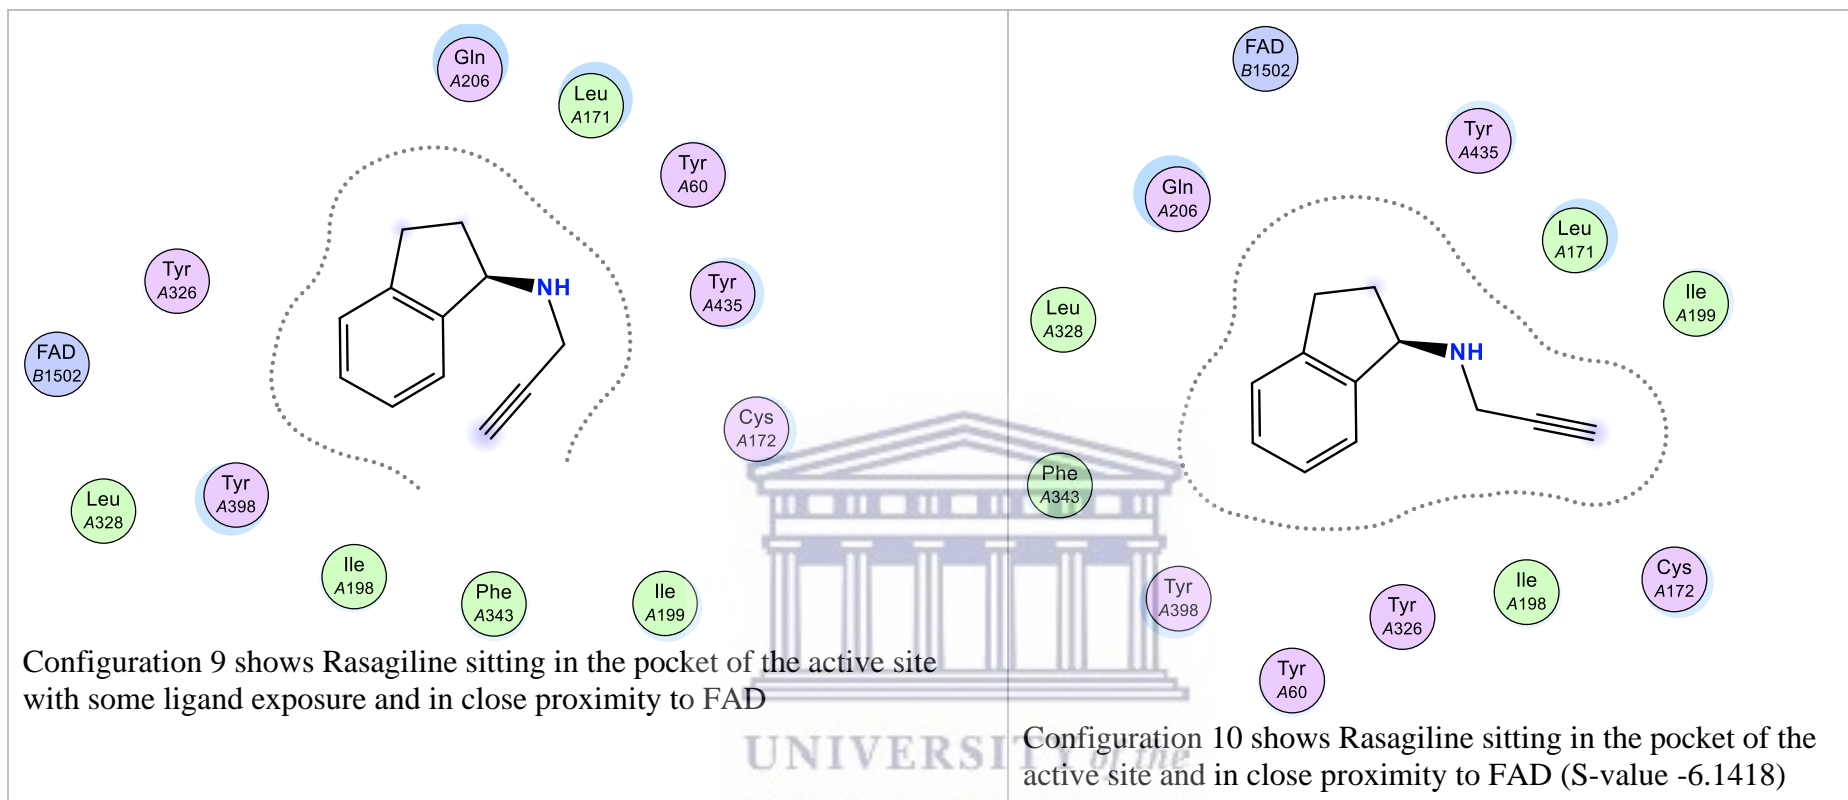 Gln
A206
Leu
A171
Tyr
A60
Tyr
A326
Tyr
A435
FAD
B1502
NH
Cys
A172
Leu
A328
Tyr
A398
Ile
A198
Phe
A343
Ile
A199
Configuration 9 shows Rasagiline sitting in the pocket of the active site
with some ligand exposure and in close proximity to FAD
FAD
B1502
Tyr
A435
Gln
A206
Leu
A171
Ile
A199
Leu
A328
NH
Phe
A343
Tyr
A398
Tyr
A60
Tyr
A326
Ile
A198
Cys
A172
Configuration 10 shows Rasagiline sitting in the pocket of the
active site and in close proximity to FAD (S-value -6.1418)
UNIVERSITY of the